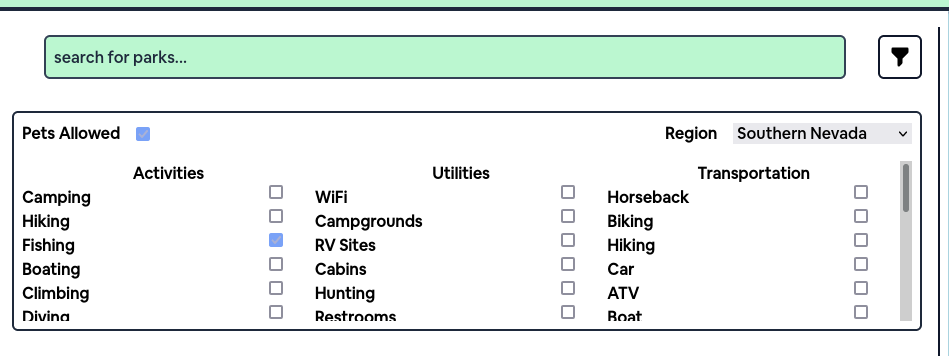 search for parks...
Pets Allowed Region Southern Nevada
Activities Utilities Transportation
Camping WiFi Horseback
Hiking Campgrounds Biking
Fishing RV Sites Hiking
Boating Cabins Car
Climbing Hunting ATV
Diving Restrooms Boat